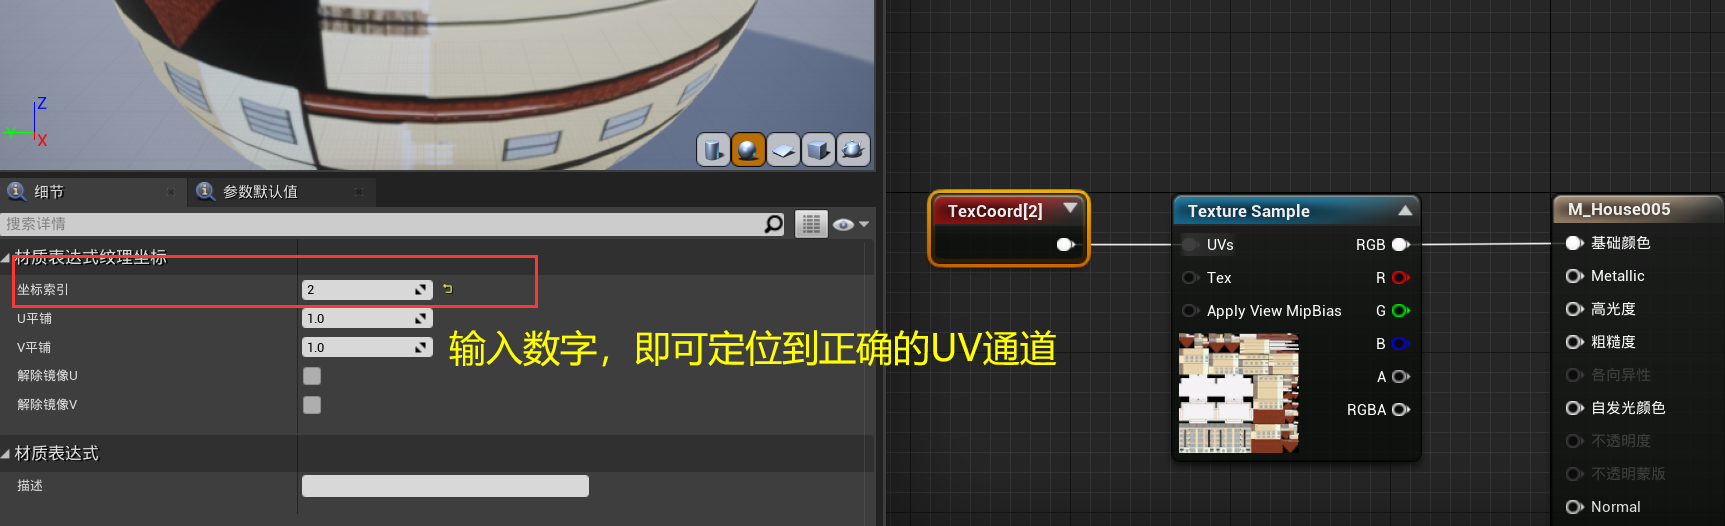 Z
Y
X
细节
参数默认值
搜索详情
材质表达式纹理坐标
坐标索引
2
U平铺
1.0
V平铺
1.0
解除镜像U
解除镜像V
材质表达式
描述
输入数字，即可定位到正确的UV通道
TexCoord[2]
Texture Sample
UVs
RGB
Tex
R
Apply View MipBias
G
B
A
RGBA
M_House005
基础颜色
Metallic
高光度
粗糙度
各向异性
自发光颜色
不透明度
不透明蒙版
Normal